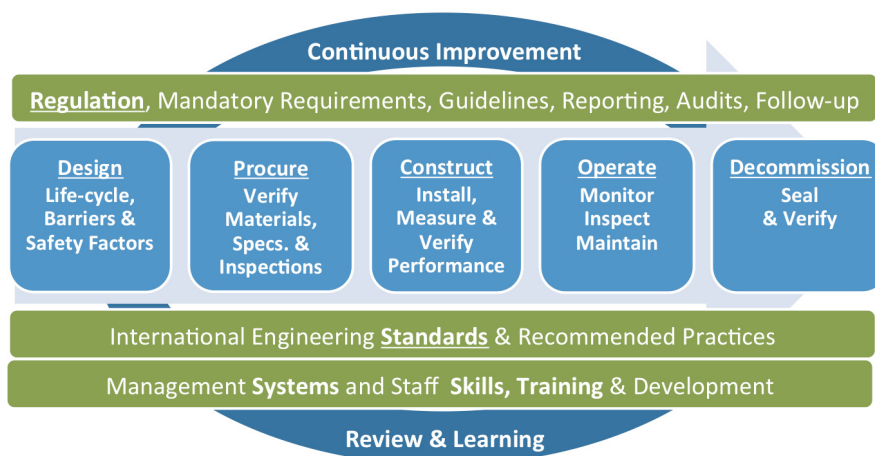 Continuous Improvement
Regulation, Mandatory Requirements, Guidelines, Reporting, Audits, Follow-up
Design
Life-cycle,
Barriers &
Safety Factors
Procure
Verify
Materials,
Specs. &
Inspections
Construct
Install,
Measure &
Verify
Performance
Operate
Monitor
Inspect
Maintain
Decommission
Seal
& Verify
International Engineering Standards & Recommended Practices
Management Systems and Staff Skills, Training & Development
Review & Learning